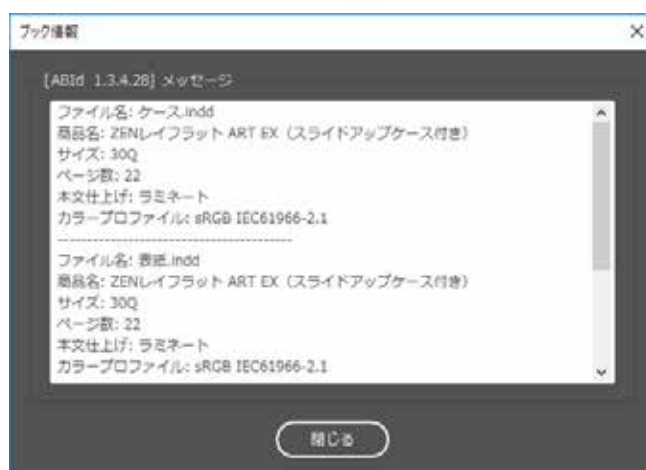 ブック情報
[ABId 1.3.4.28] メッセージ
ファイル名: ケース.indd
商品名: ZENレイフラット ART EX（スライドアップケース付き）
サイズ: 30Q
ページ数: 22
本文仕上げ: ラミネート
カラープロファイル: sRGB IEC61966-2.1
----------------------------------------
ファイル名: 表紙.indd
商品名: ZENレイフラット ART EX（スライドアップケース付き）
サイズ: 30Q
ページ数: 22
本文仕上げ: ラミネート
カラープロファイル: sRGB IEC61966-2.1
閉じる